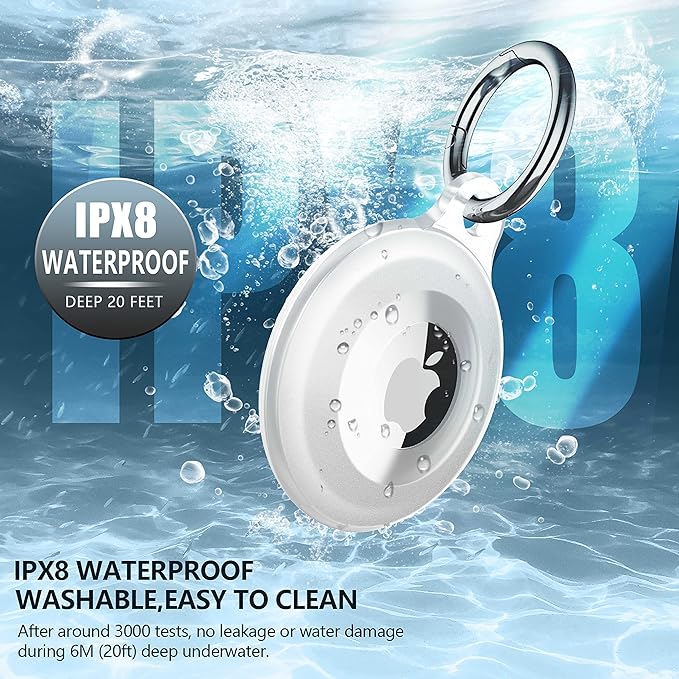 IPX8
IPX8
WATERPROOF
DEEP 20 FEET
IPX8 WATERPROOF
WASHABLE,EASY TO CLEAN
After around 3000 tests, no leakage or water damage
during 6M (20ft) deep underwater.